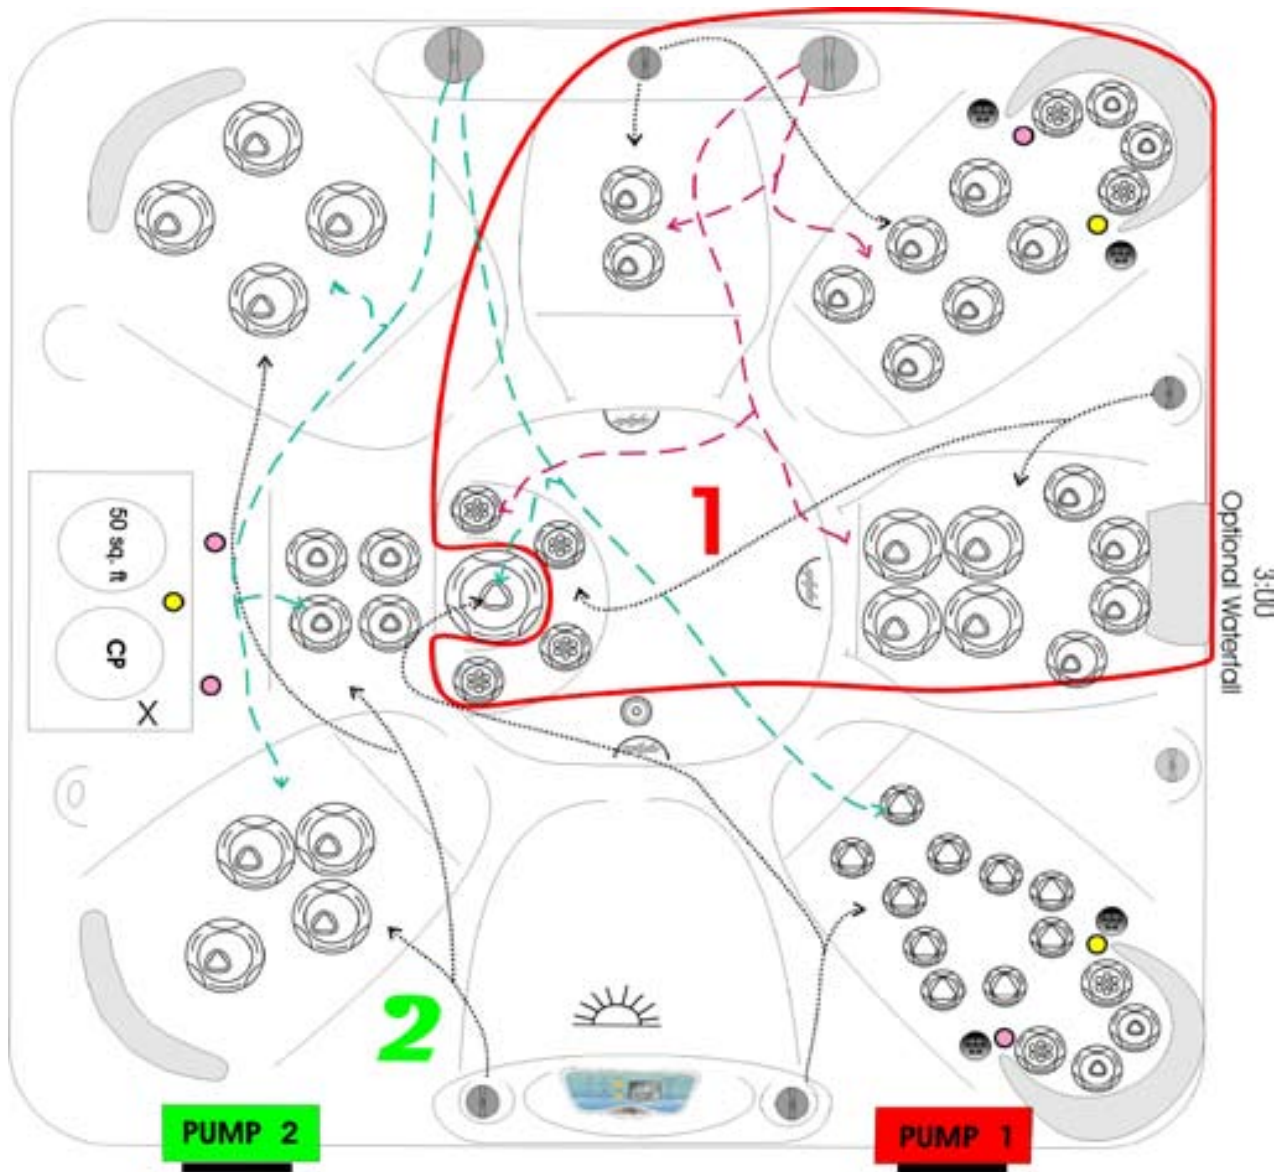 1
50 sq. ft
CP
X
3:00
Optional Waterfall
2
PUMP 2
PUMP 1